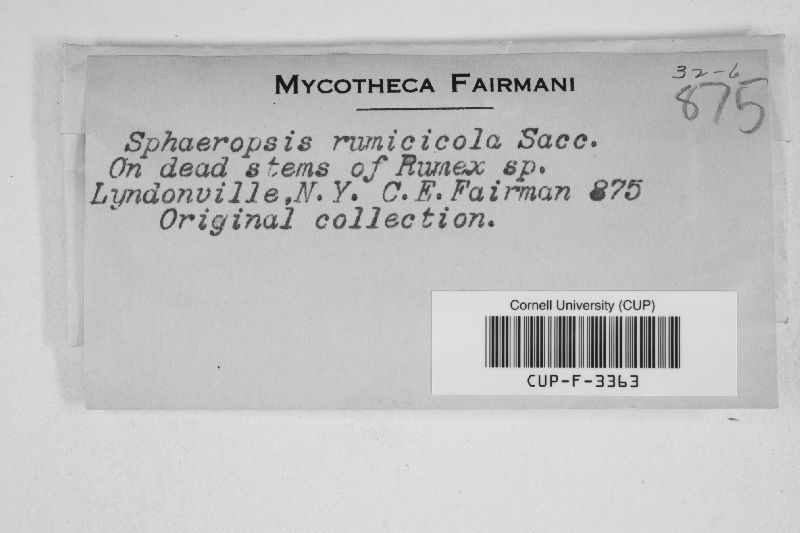 MYCOTHECA FAIRMANI
32-6
875
Sphaeropsis rumicicola Sacc.
On dead stems of Rumex sp.
Lyndonville,N.Y. C.E.Fairman 875
Original collection.
Cornell University (CUP)
CUP-F-3363